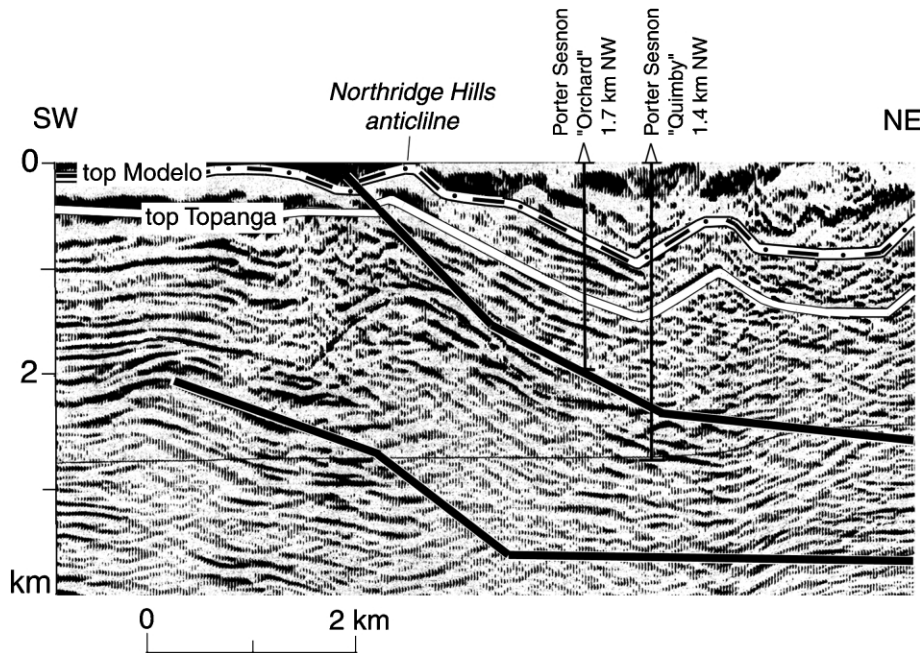 SW
Northridge Hills
anticlilne
Porter Sesnon
"Orchard"
1.7 km NW
Porter Sesnon
"Quimby"
1.4 km NW
NE
0
top Modelo
top Topanga
2
km
0
2 km